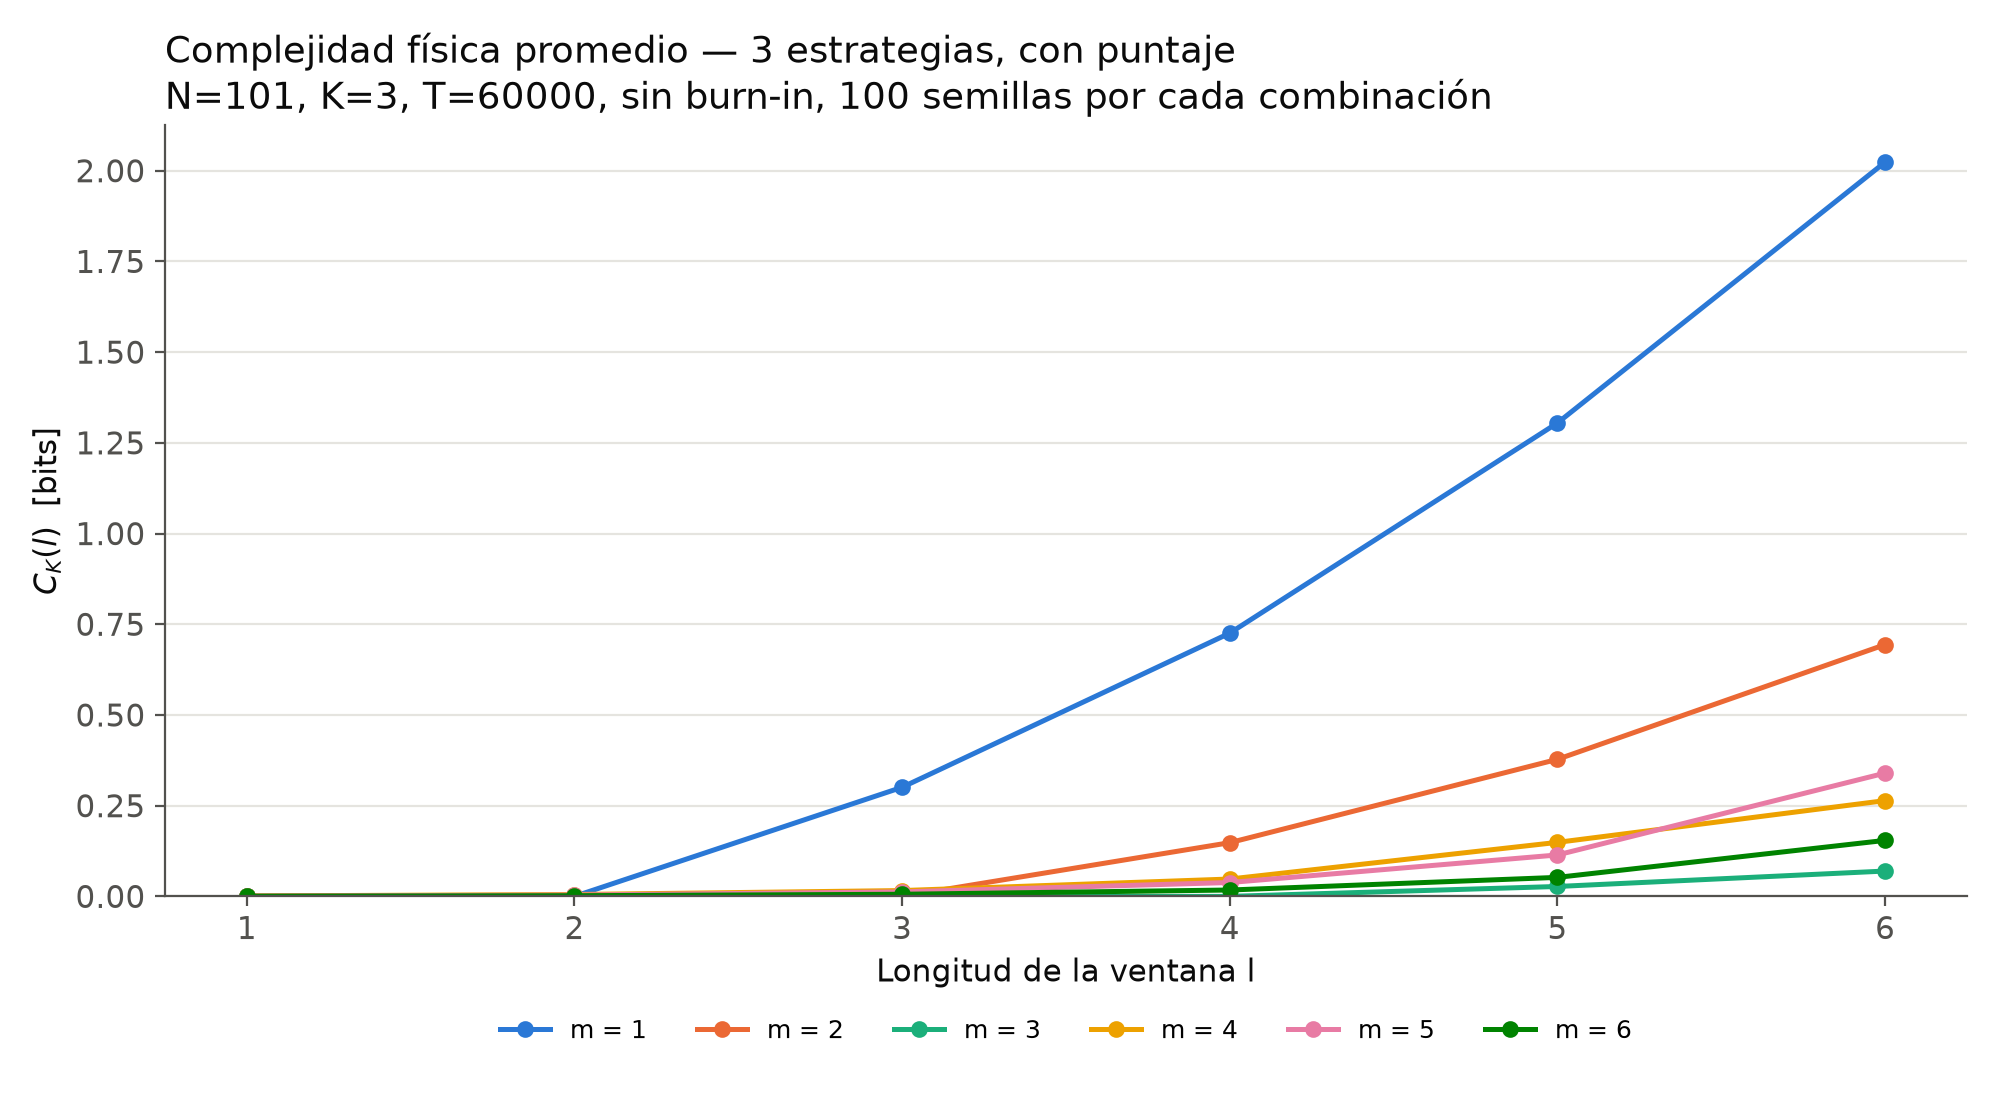 Complejidad física promedio — 3 estrategias, con puntaje
N=101, K=3, T=60000, sin burn-in, 100 semillas por cada combinación
2.00
1.75
1.50
1.25
1.00
0.75
0.50
0.25
0.00
C_K(l) [bits]
1 2 3 4 5 6
Longitud de la ventana l
m = 1 m = 2 m = 3 m = 4 m = 5 m = 6